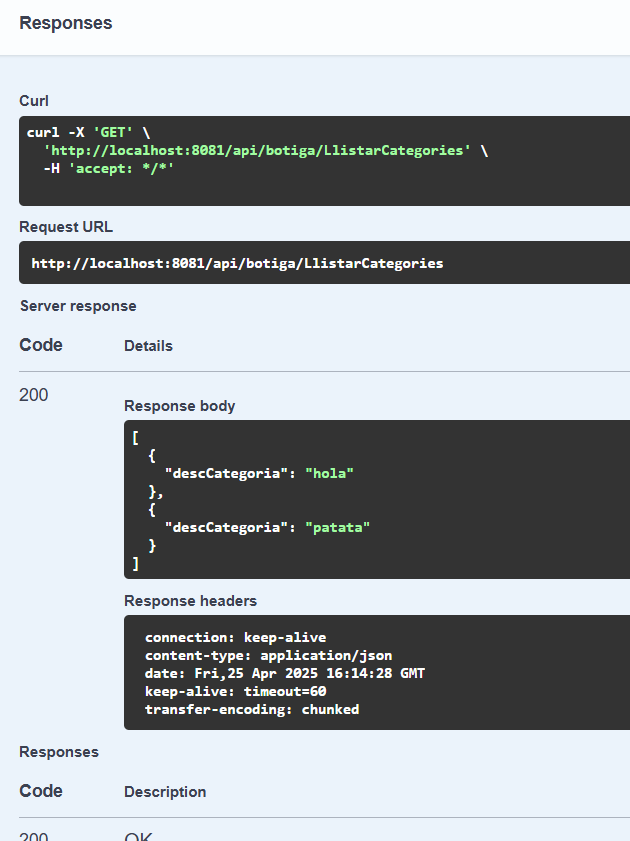 Responses
Curl
curl -X 'GET' \
  'http://localhost:8081/api/botiga/LlistarCategories' \
  -H 'accept: */*'
Request URL
http://localhost:8081/api/botiga/LlistarCategories
Server response
Code Details
200
Response body
[
  {
    "descCategoria": "hola"
  },
  {
    "descCategoria": "patata"
  }
]
Response headers
connection: keep-alive
content-type: application/json
date: Fri,25 Apr 2025 16:14:28 GMT
keep-alive: timeout=60
transfer-encoding: chunked
Responses
Code Description
200 OK